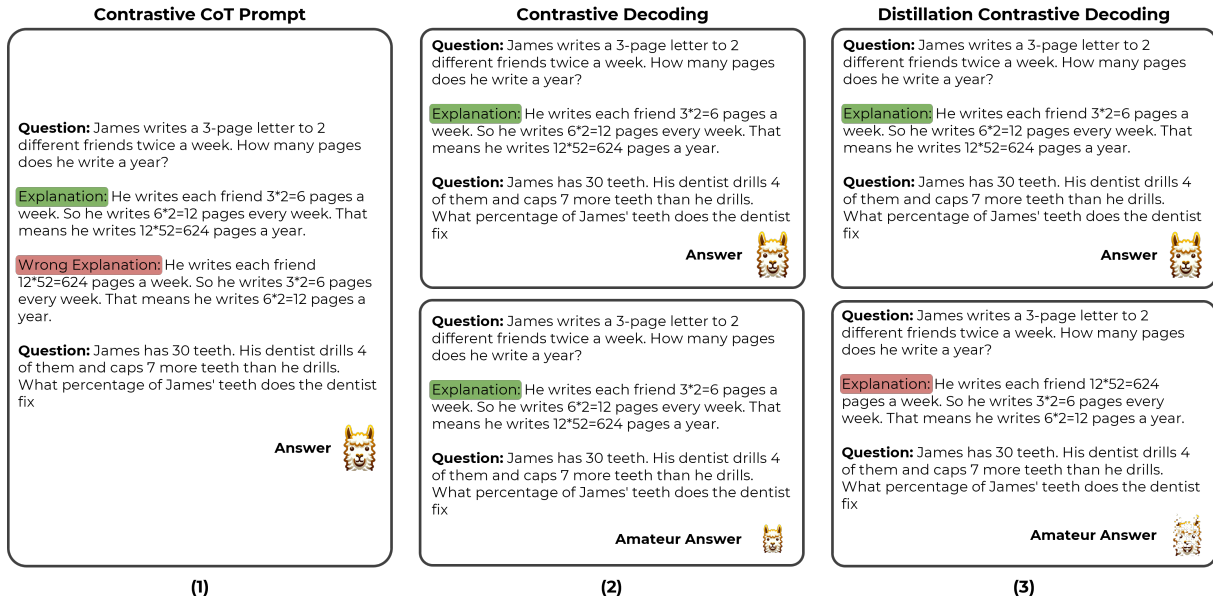 Contrastive CoT Prompt
Question: James writes a 3-page letter to 2
different friends twice a week. How many pages
does he write a year?
Explanation: He writes each friend 3*2=6 pages a
week. So he writes 6*2=12 pages every week. That
means he writes 12*52=624 pages a year.
Wrong Explanation: He writes each friend
12*52=624 pages a week. So he writes 3*2=6 pages
every week. That means he writes 6*2=12 pages a
year.
Question: James has 30 teeth. His dentist drills 4
of them and caps 7 more teeth than he drills.
What percentage of James' teeth does the dentist
fix
Answer
(1)
Contrastive Decoding
Question: James writes a 3-page letter to 2
different friends twice a week. How many pages
does he write a year?
Explanation: He writes each friend 3*2=6 pages a
week. So he writes 6*2=12 pages every week. That
means he writes 12*52=624 pages a year.
Question: James has 30 teeth. His dentist drills 4
of them and caps 7 more teeth than he drills.
What percentage of James' teeth does the dentist
fix
Answer
Question: James writes a 3-page letter to 2
different friends twice a week. How many pages
does he write a year?
Explanation: He writes each friend 3*2=6 pages a
week. So he writes 6*2=12 pages every week. That
means he writes 12*52=624 pages a year.
Question: James has 30 teeth. His dentist drills 4
of them and caps 7 more teeth than he drills.
What percentage of James' teeth does the dentist
fix
Amateur Answer
(2)
Distillation Contrastive Decoding
Question: James writes a 3-page letter to 2
different friends twice a week. How many pages
does he write a year?
Explanation: He writes each friend 3*2=6 pages a
week. So he writes 6*2=12 pages every week. That
means he writes 12*52=624 pages a year.
Question: James has 30 teeth. His dentist drills 4
of them and caps 7 more teeth than he drills.
What percentage of James' teeth does the dentist
fix
Answer
Question: James writes a 3-page letter to 2
different friends twice a week. How many pages
does he write a year?
Explanation: He writes each friend 12*52=624
pages a week. So he writes 3*2=6 pages every
week. That means he writes 6*2=12 pages a year.
Question: James has 30 teeth. His dentist drills 4
of them and caps 7 more teeth than he drills.
What percentage of James' teeth does the dentist
fix
Amateur Answer
(3)